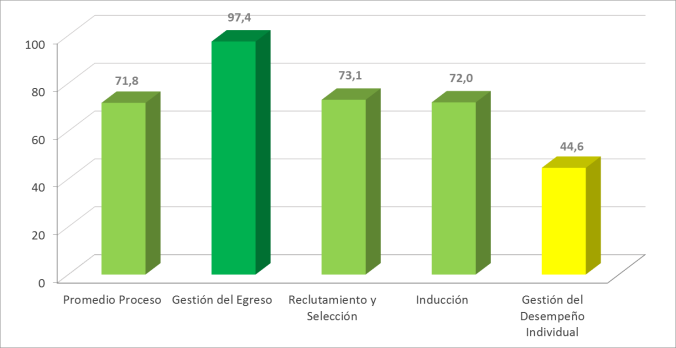 97,4
100
71,8
73,1
72,0
80
60
44,6
40
20
0
Promedio Proceso
Gestión del Egreso
Reclutamiento y
Selección
Inducción
Gestión del
Desempeño
Individual